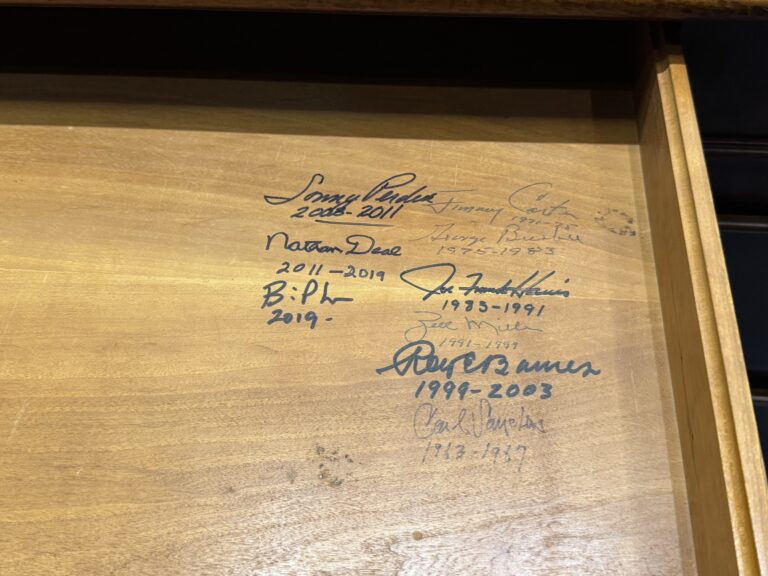 Sonny Perdue
2003-2011
Nathan Deal
2011-2019
B: P K
2019-
Jimmy Carter
George Busbee
1975-1983
Joe Frank Harris
1983-1991
Zell Miller
1991-1999
Roy E Barnes
1999-2003
Carl Sanders
1963-1967